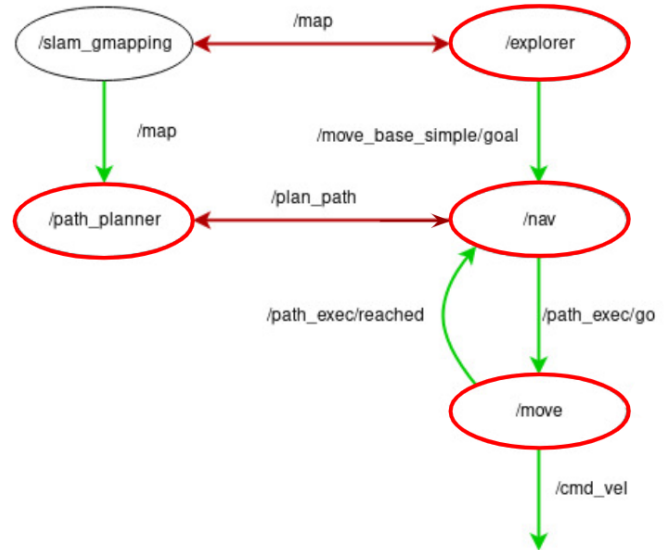 /map
/slam_gmapping
/explorer
/map
/move_base_simple/goal
/plan_path
/path_planner
/nav
/path_exec/reached
/path_exec/go
/move
/cmd_vel